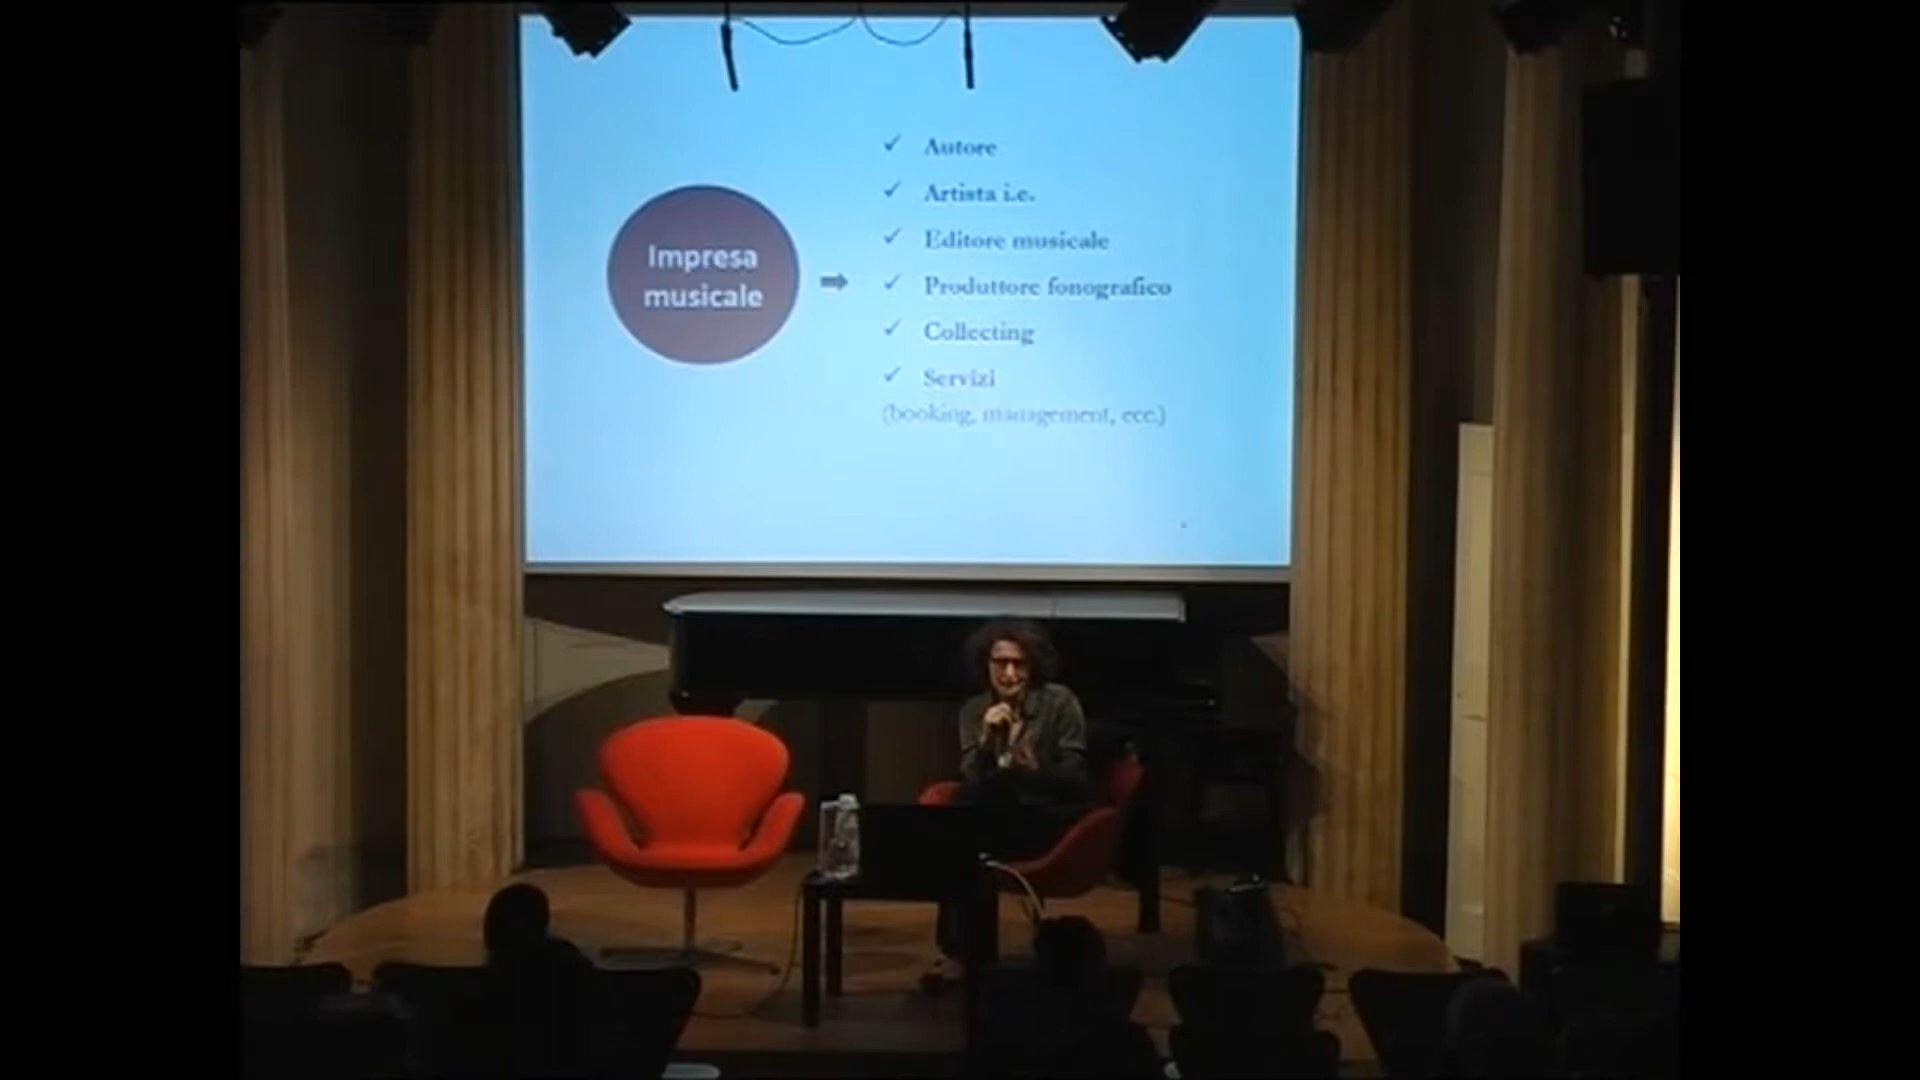 Impresa
musicale
Autore
Artista i.e.
Editore musicale
Produttore fonografico
Collecting
Servizi
(booking, management, ecc.)